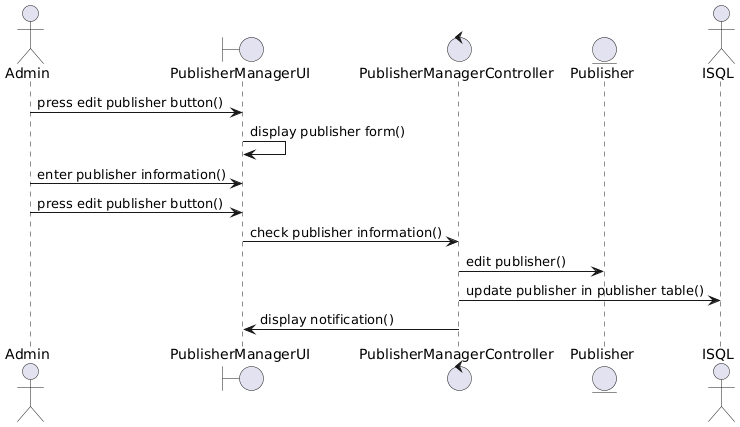 Admin PublisherManagerUI PublisherManagerController Publisher ISQL
press edit publisher button()
display publisher form()
enter publisher information()
press edit publisher button()
check publisher information()
edit publisher()
update publisher in publisher table()
display notification()
Admin PublisherManagerUI PublisherManagerController Publisher ISQL